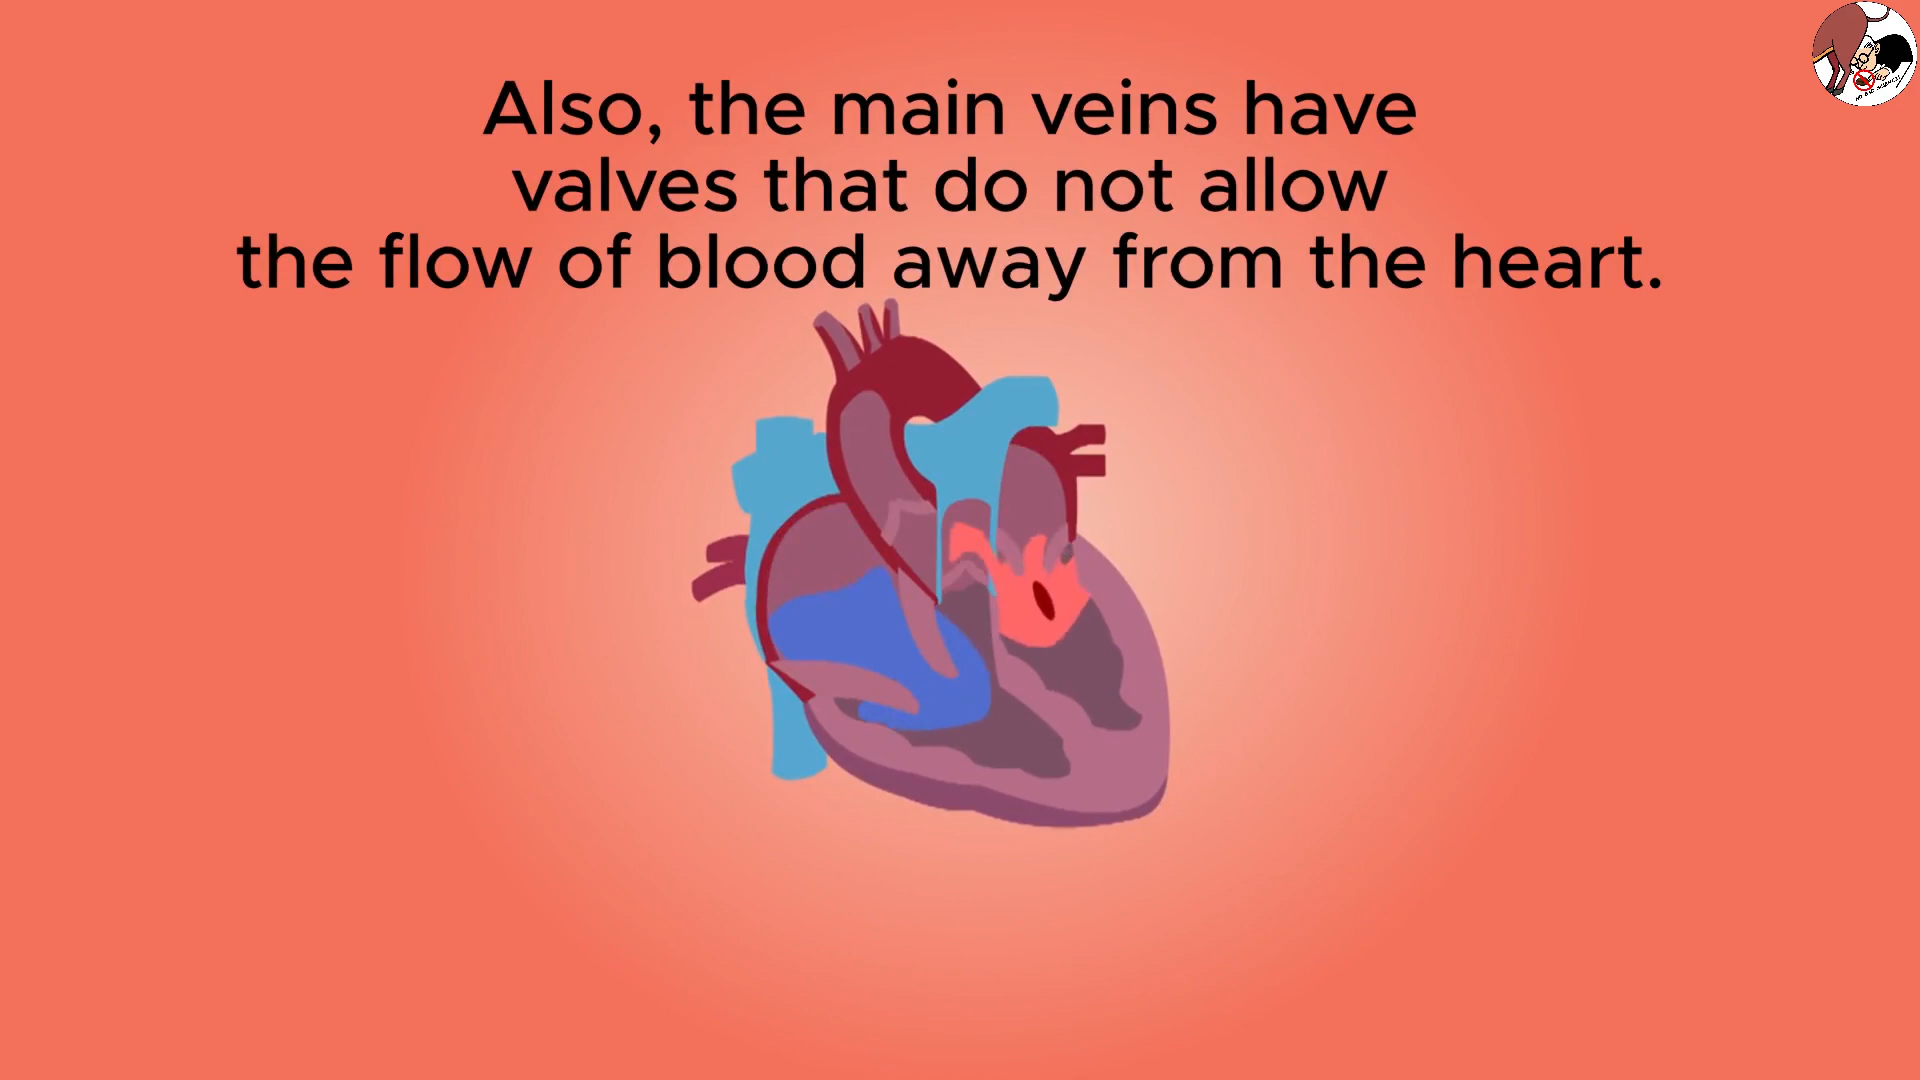 Also, the main veins have
valves that do not allow
the flow of blood away from the heart.